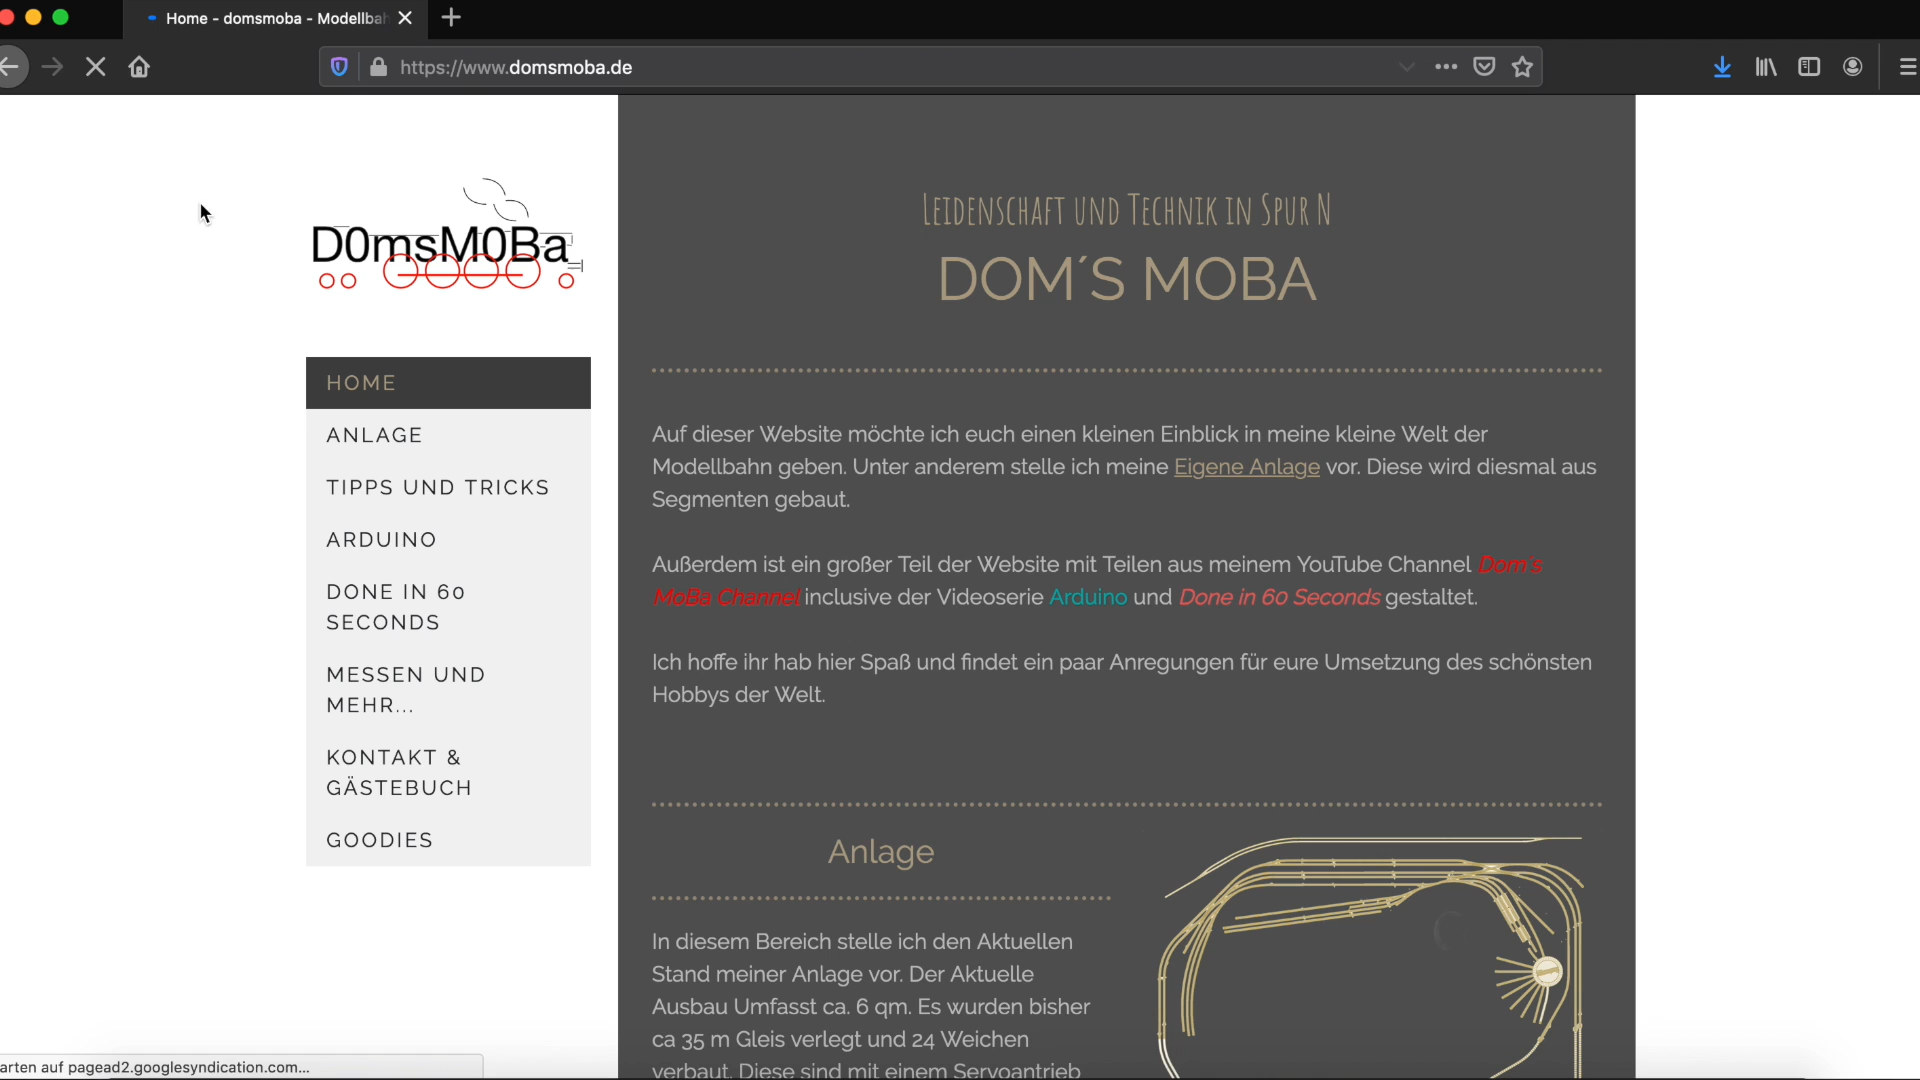 Home - domsmoba - Modellbah
https://www.domsmoba.de
D0msM0Ba
HOME
ANLAGE
TIPPS UND TRICKS
ARDUINO
DONE IN 60
SECONDS
MESSEN UND
MEHR...
KONTAKT &
GÄSTEBUCH
GOODIES
Leidenschaft und Technik in Spur N
DOM´S MOBA
Auf dieser Website möchte ich euch einen kleinen Einblick in meine kleine Welt der
Modellbahn geben. Unter anderem stelle ich meine Eigene Anlage vor. Diese wird diesmal aus
Segmenten gebaut.
Außerdem ist ein großer Teil der Website mit Teilen aus meinem YouTube Channel Dom´s
MoBa Channel inclusive der Videoserie Arduino und Done in 60 Seconds gestaltet.
Ich hoffe ihr hab hier Spaß und findet ein paar Anregungen für eure Umsetzung des schönsten
Hobbys der Welt.
Anlage
In diesem Bereich stelle ich den Aktuellen
Stand meiner Anlage vor. Der Aktuelle
Ausbau Umfasst ca. 6 qm. Es wurden bisher
ca 35 m Gleis verlegt und 24 Weichen
verbaut. Diese sind mit einem Servoantrieb
arten auf pagead2.googlesyndication.com...